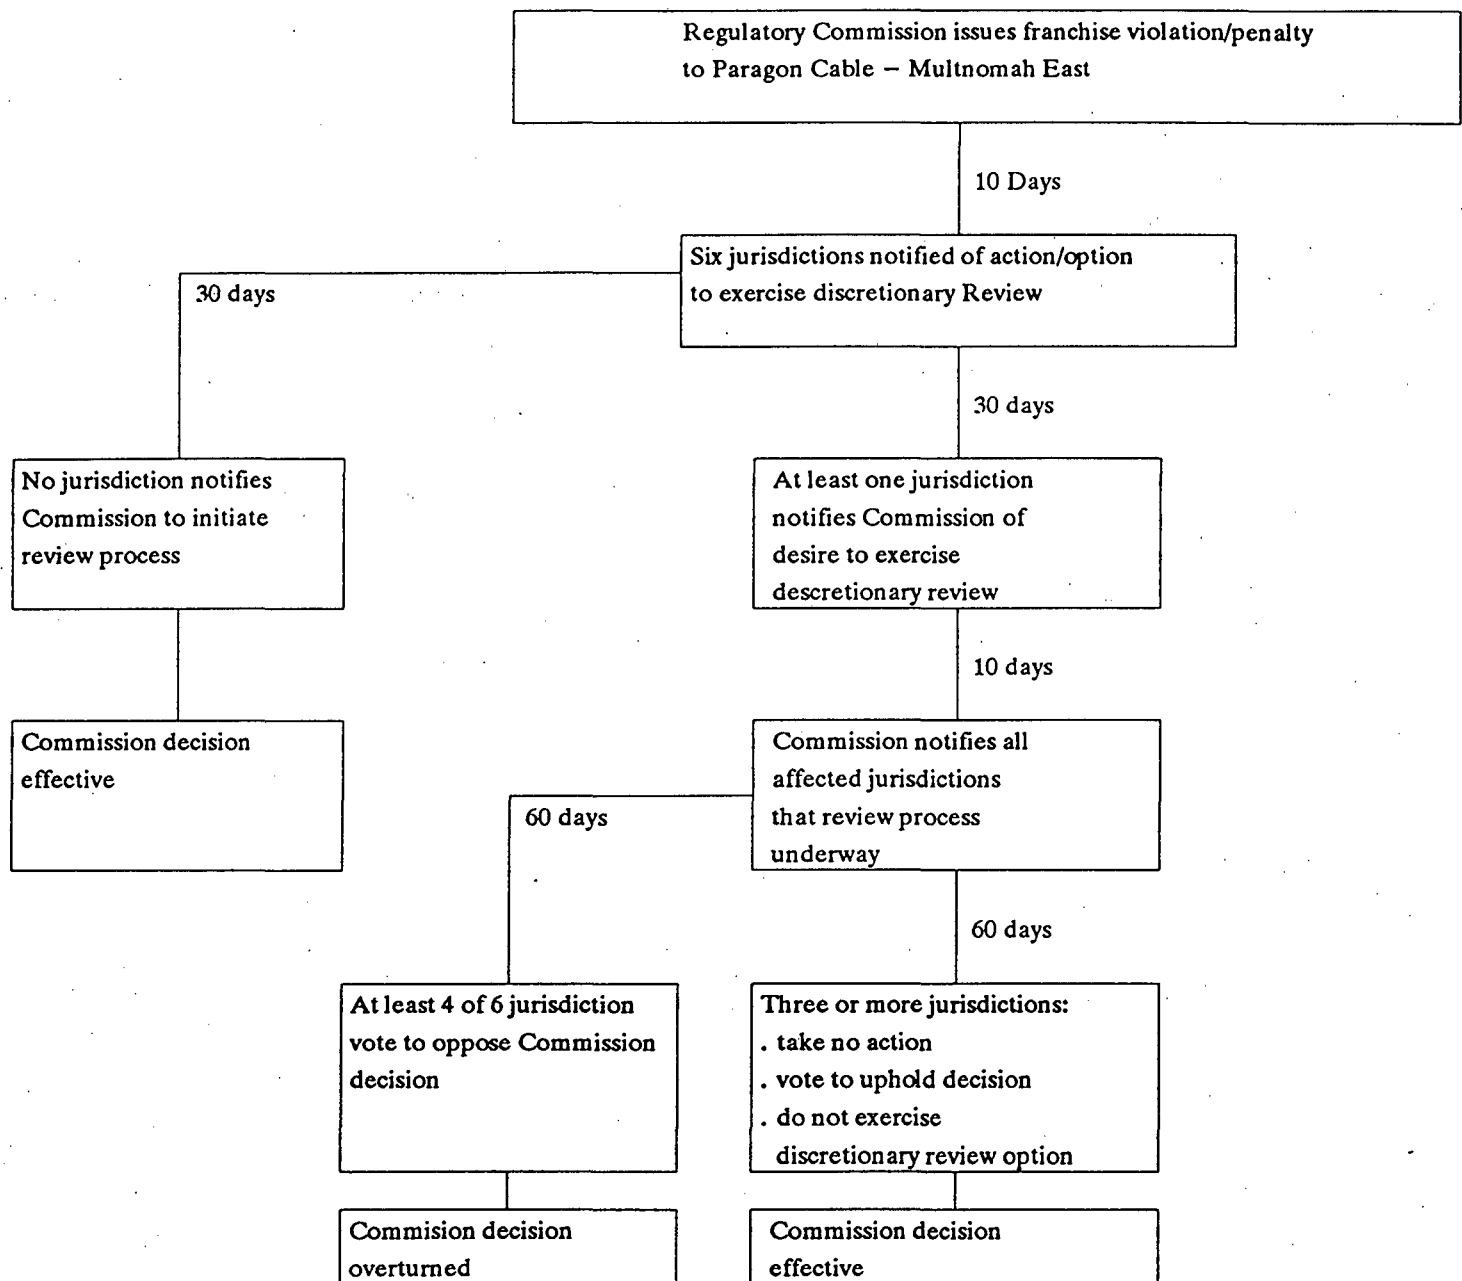 Regulatory Commission issues franchise violation/penalty
to Paragon Cable – Multnomah East
10 Days
Six jurisdictions notified of action/option
to exercise discretionary Review
30 days
30 days
No jurisdiction notifies
Commission to initiate
review process
At least one jurisdiction
notifies Commission of
desire to exercise
descretionary review
10 days
Commission decision
effective
Commission notifies all
affected jurisdictions
that review process
underway
60 days
60 days
At least 4 of 6 jurisdiction
vote to oppose Commission
decision
Three or more jurisdictions:
. take no action
. vote to uphold decision
. do not exercise
discretionary review option
Commision decision
overturned
Commission decision
effective